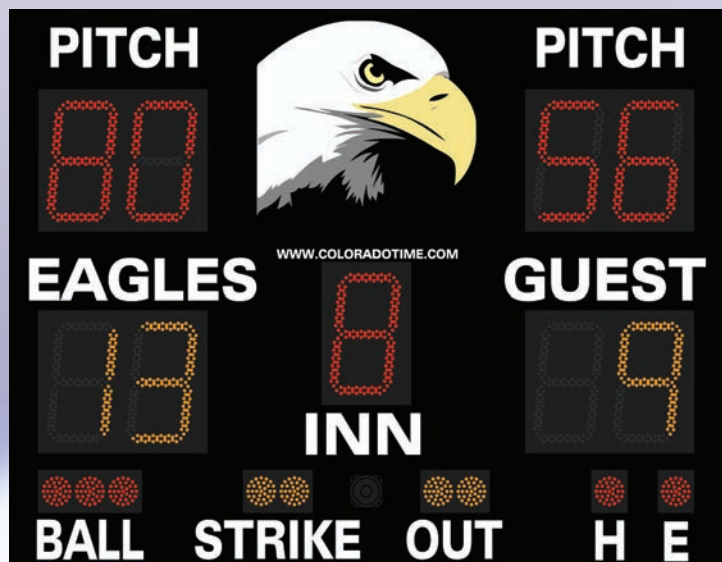 PITCH PITCH
80 56
WWW.COLORADOTIME.COM
EAGLES GUEST
13 8 9
INN
BALL STRIKE OUT H E